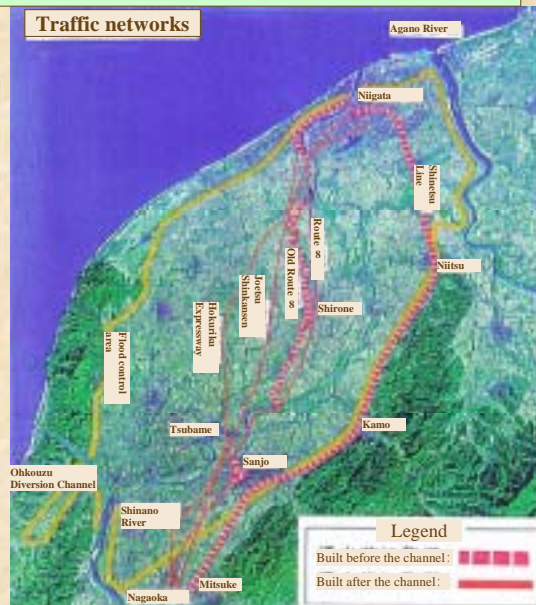 Traffic networks
Agano River
Niigata
Shinetsu
Line
Route 8
Old Route 8
Niitsu
Joetsu
Shinkansen
Hokurika
Expressway
Shirone
Flood control
area
Tsubame
Kamo
Sanjo
Ohkouzu
Diversion Channel
Shinano
River
Mitsuke
Nagaoka
Legend
Built before the channel:
Built after the channel: